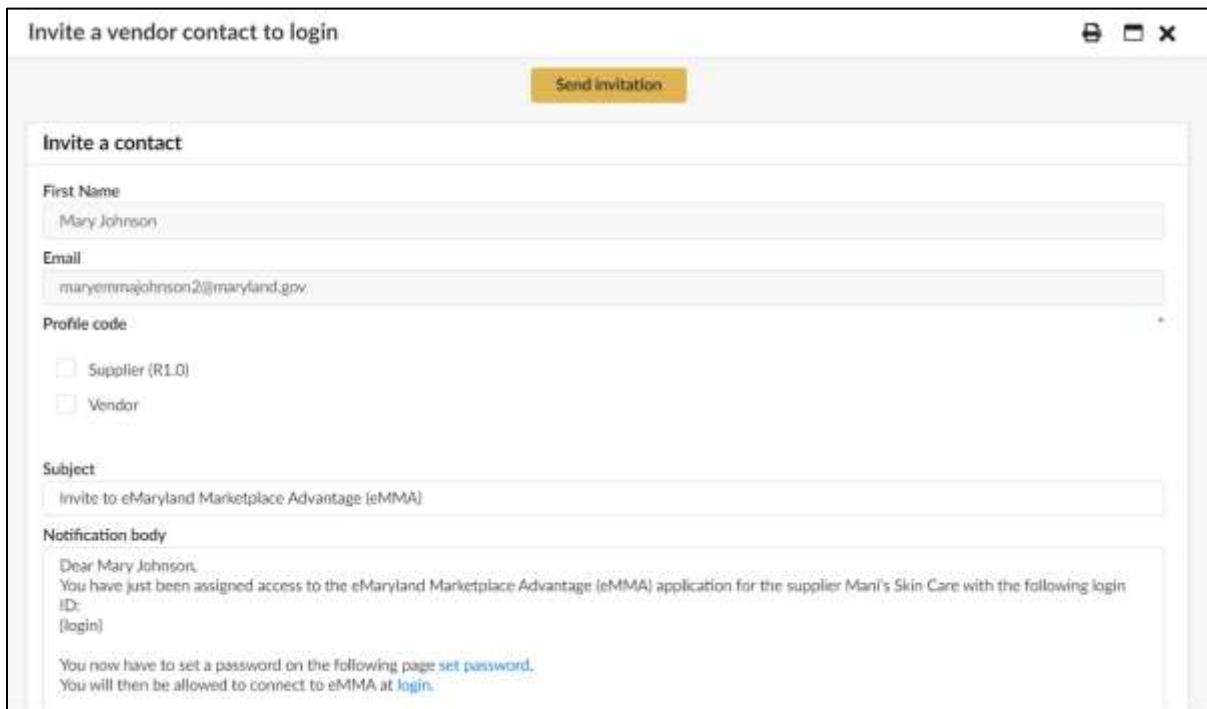 Invite a vendor contact to login
Send invitation
Invite a contact
First Name
Mary Johnson
Email
maryemmajohnson2@maryland.gov
Profile code
*
Supplier (R1.0)
Vendor
Subject
Invite to eMaryland Marketplace Advantage (eMMA)
Notification body
Dear Mary Johnson,
You have just been assigned access to the eMaryland Marketplace Advantage (eMMA) application for the supplier Mani's Skin Care with the following login
ID:
{login}
You now have to set a password on the following page set password.
You will then be allowed to connect to eMMA at login.